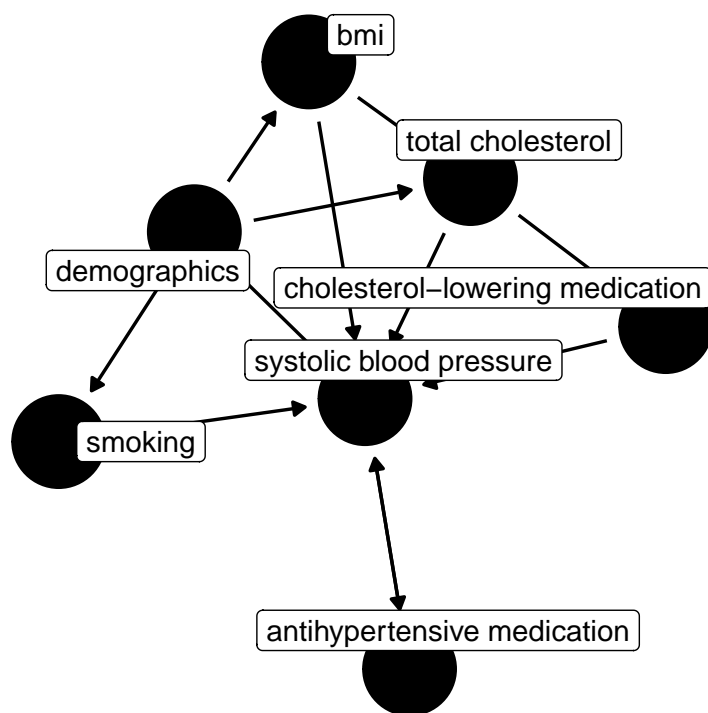 bmi
total cholesterol
demographics
cholesterol–lowering medication
systolic blood pressure
smoking
antihypertensive medication